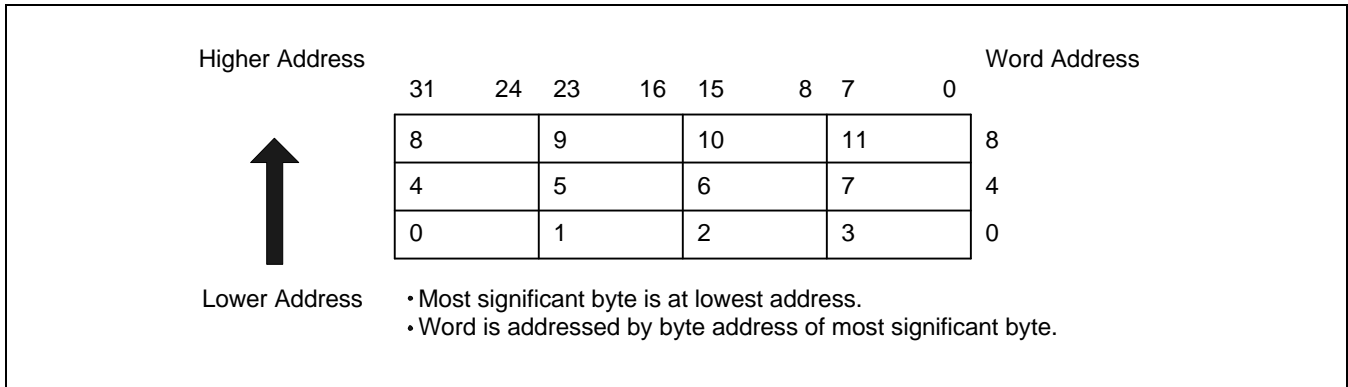 Higher Address
Word Address
31 24 23 16 15 8 7 0
8 9 10 11 8
4 5 6 7 4
0 1 2 3 0
Lower Address
• Most significant byte is at lowest address.
• Word is addressed by byte address of most significant byte.